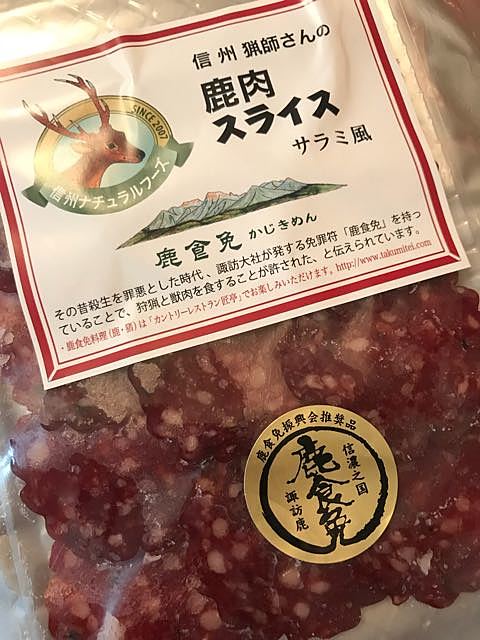 信州 猟師さんの
鹿肉
スライス
サラミ風
SINCE 2007
信州ナチュラルフーズ
鹿食免 かじきめん
その昔殺生を罪悪とした時代、諏訪大社が発する免罪符「鹿食免」を持っ
ていることで、狩猟と獣肉を食することが許された、と伝えられています。
・鹿食免料理(鹿・猪)は「カントリーレストラン匠亭」でお楽しみいただけます。http://www.takumitei.com
鹿食免振興会推奨品
信濃之国
鹿食免
諏訪鹿